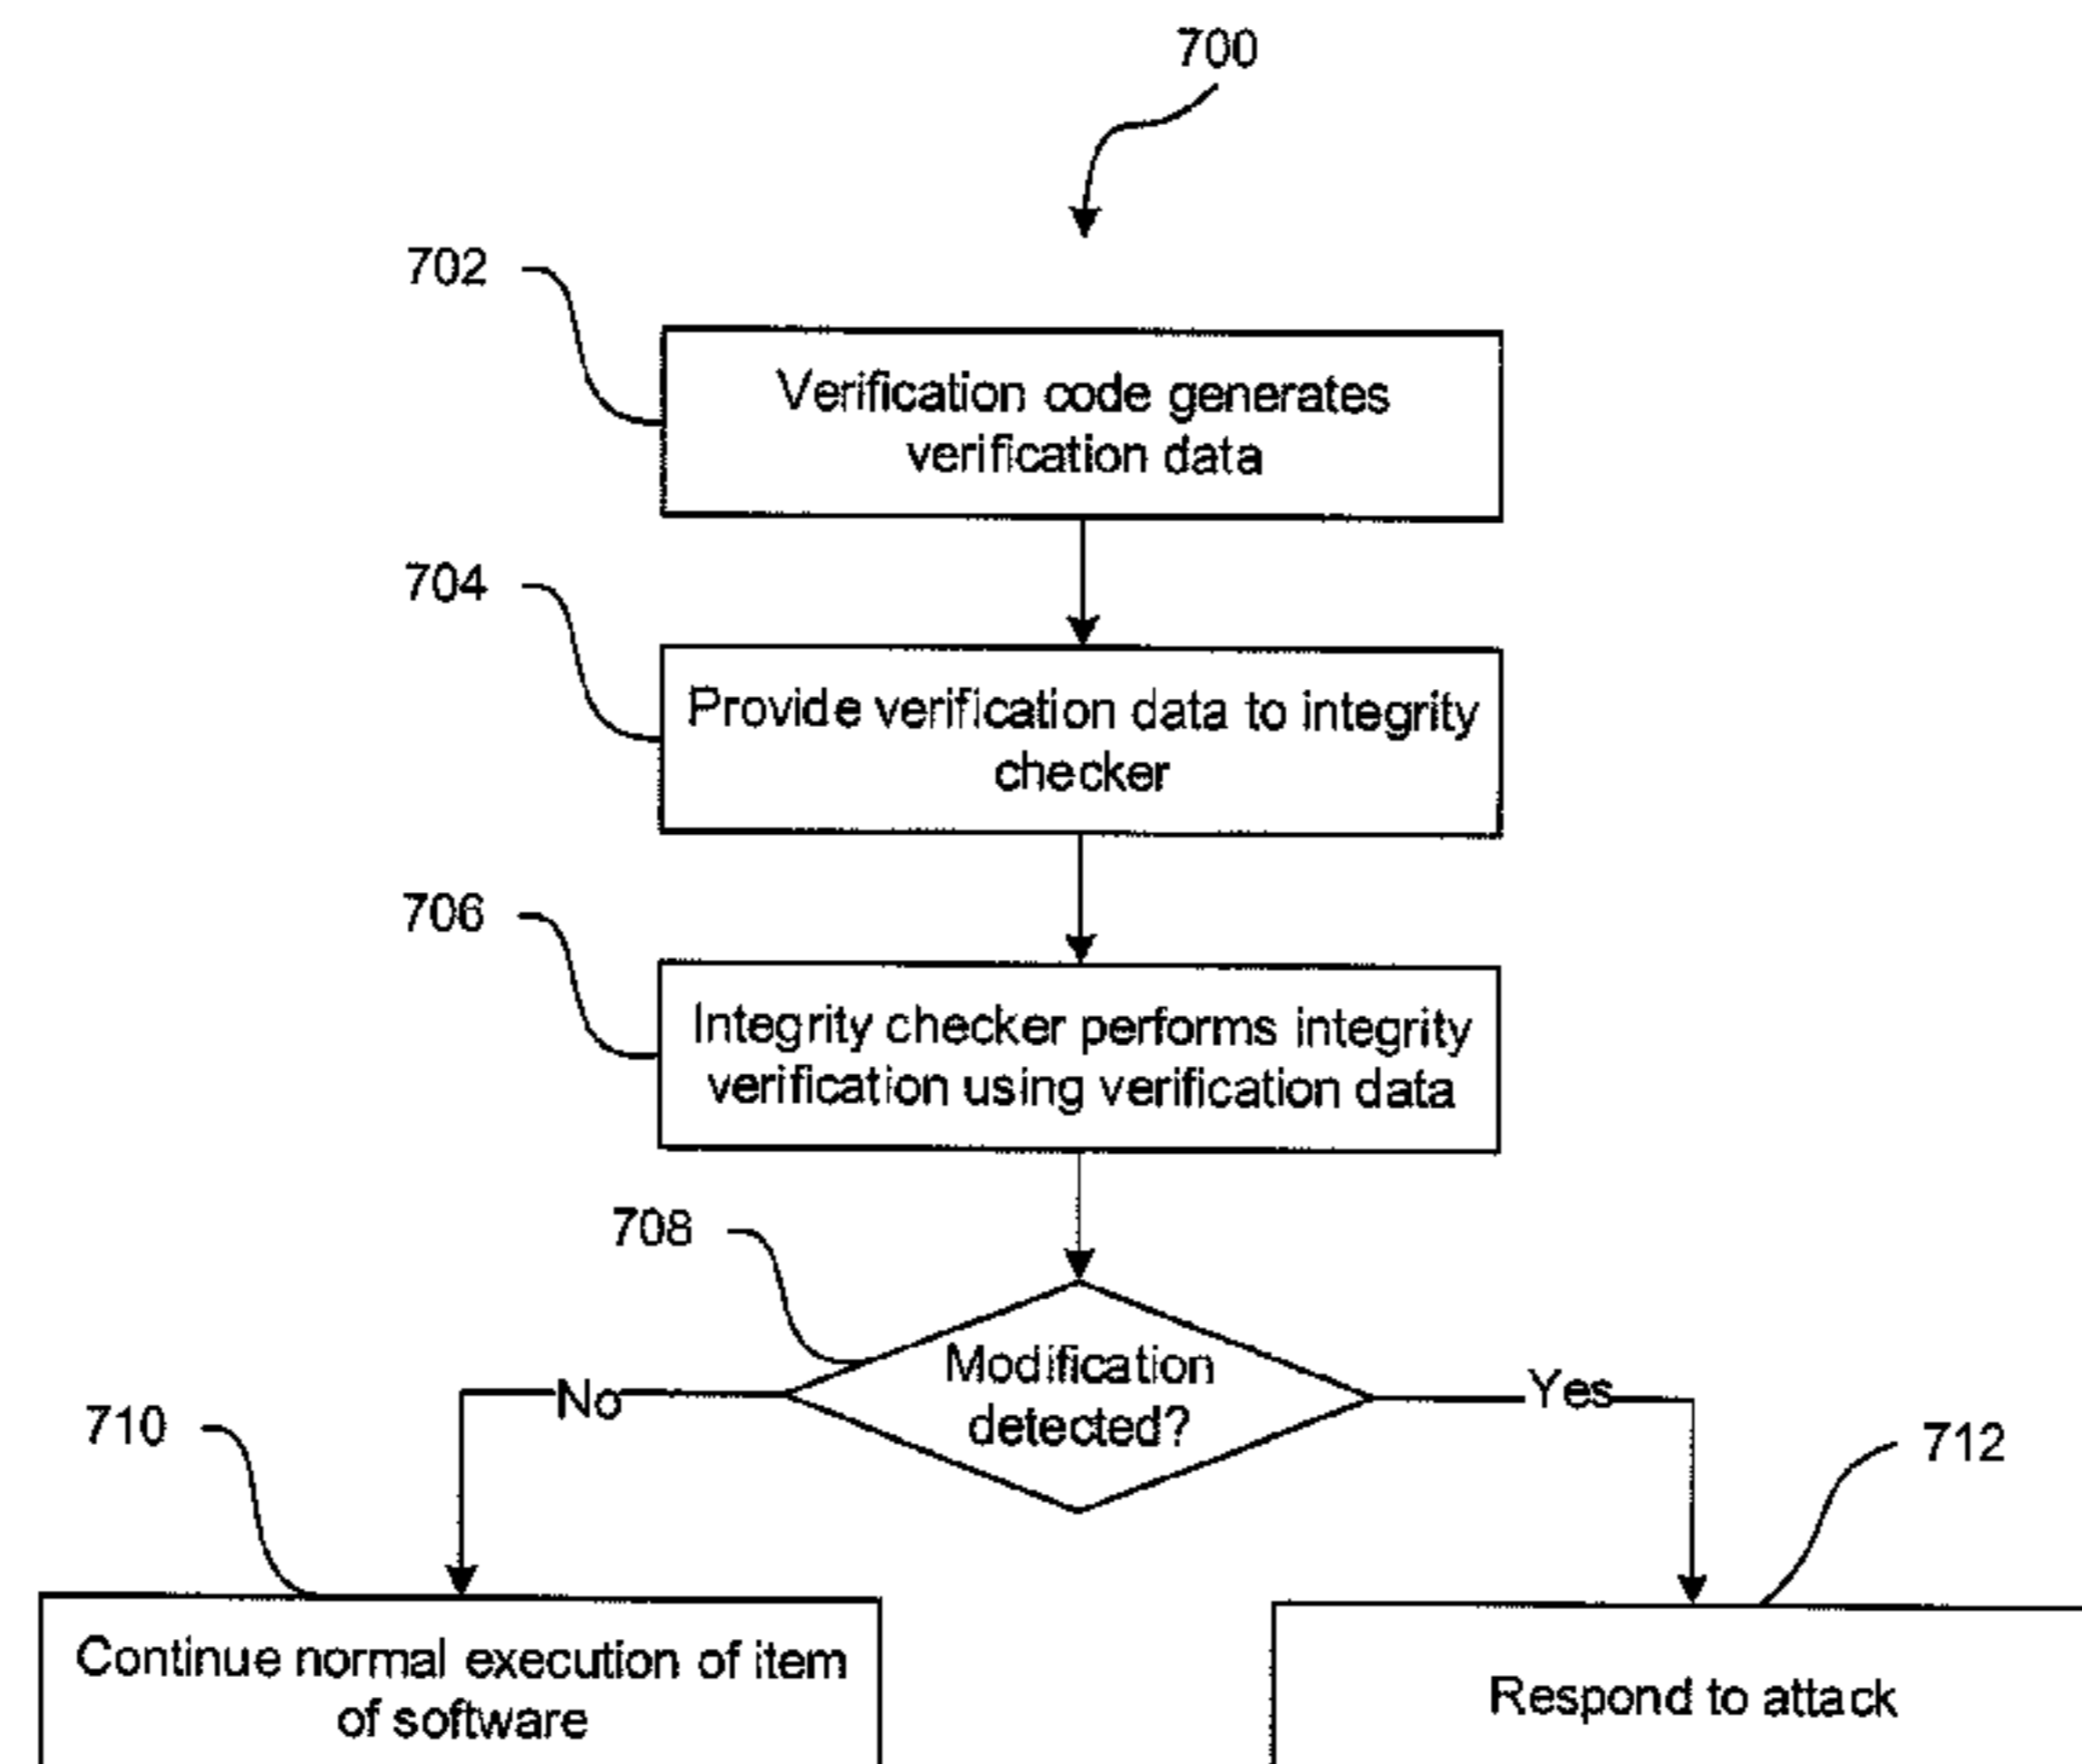 700
702
Verification code generates
verification data
704
Provide verification data to integrity
checker
706
Integrity checker performs integrity
verification using verification data
708
Modification
detected?
No
Yes
710
712
Continue normal execution of item
of software
Respond to attack